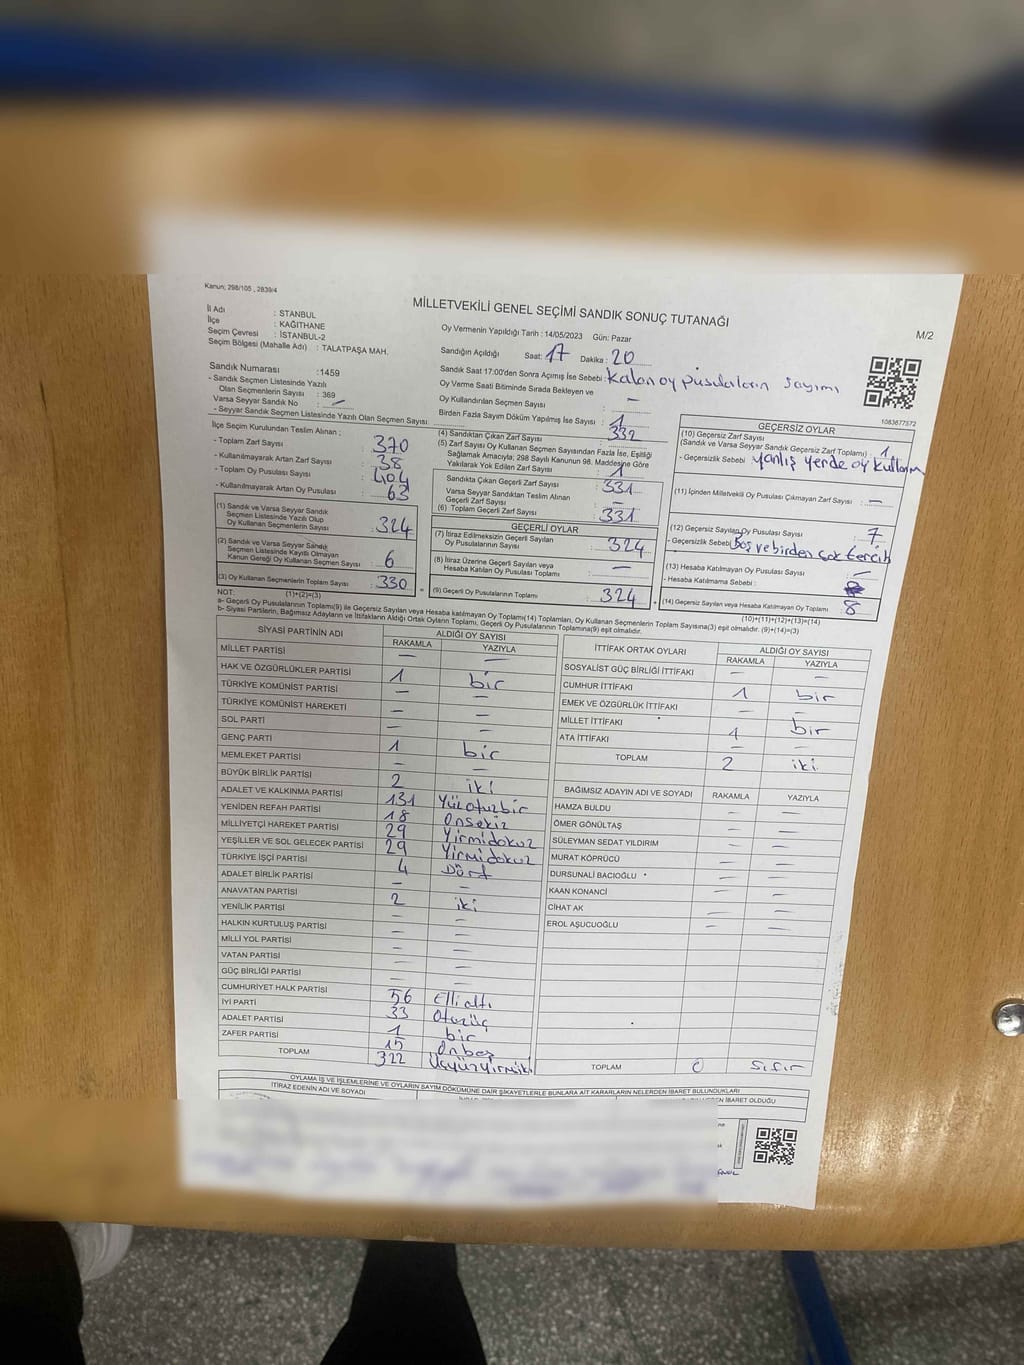 Kanun; 298/105 , 2839/4
MİLLETVEKİLİ GENEL SEÇİMİ SANDIK SONUÇ TUTANAĞI
M/2
İl Adı : STANBUL
İlçe : KAĞITHANE
Seçim Çevresi : İSTANBUL-2
Seçim Bölgesi (Mahalle Adı) : TALATPAŞA MAH.
Oy Vermenin Yapıldığı Tarih : 14/05/2023 Gün: Pazar
Sandığın Açıldığı Saat: 17 Dakika : 20
Sandık Saat 17:00'den Sonra Açımış İse Sebebi : Kalan oy pusulaların sayımı
Oy Verme Saati Bitiminde Sırada Bekleyen ve
Oy Kullandırılan Seçmen Sayısı : —
Birden Fazla Sayım Döküm Yapılmış İse Sayısı : 1
Sandık Numarası :1459
- Sandık Seçmen Listesinde Yazılı
Olan Seçmenlerin Sayısı : 369
Varsa Seyyar Sandık No : —
- Seyyar Sandık Seçmen Listesinde Yazılı Olan Seçmen Sayısı:
1083677572
İlçe Seçim Kurulundan Teslim Alınan ;
- Toplam Zarf Sayısı : 370
- Kullanılmayarak Artan Zarf Sayısı : 38
- Toplam Oy Pusulası Sayısı : 404
- Kullanılmayarak Artan Oy Pusulası : 63
(1) Sandık ve Varsa Seyyar Sandık
Seçmen Listesinde Yazılı Olup
Oy Kullanan Seçmenlerin Sayısı : 324
(2) Sandık ve Varsa Seyyar Sandık
Seçmen Listesinde Kayıtlı Olmayan
Kanun Gereği Oy Kullanan Seçmen Sayısı : 6
(3) Oy Kullanan Seçmenlerin Toplam Sayısı : 330
(1)+(2)=(3)
(4) Sandıktan Çıkan Zarf Sayısı : 332
(5) Zarf Sayısı Oy Kullanan Seçmen Sayısından Fazla İse, Eşitliği
Sağlamak Amacıyla; 298 Sayılı Kanunun 98. Maddesine Göre
Yakılarak Yok Edilen Zarf Sayısı : 1
Sandıkta Çıkan Geçerli Zarf Sayısı : 331
Varsa Seyyar Sandıktan Teslim Alınan
Geçerli Zarf Sayısı : —
(6) Toplam Geçerli Zarf Sayısı : 331
GEÇERLİ OYLAR
(7) İtiraz Edilmeksizin Geçerli Sayılan
Oy Pusulalarının Sayısı : 324
(8) İtiraz Üzerine Geçerli Sayılan veya
Hesaba Katılan Oy Pusulası Toplamı : —
= (9) Geçerli Oy Pusulalarının Toplamı : 324
GEÇERSİZ OYLAR
(10) Geçersiz Zarf Sayısı
(Sandık ve Varsa Seyyar Sandık Geçersiz Zarf Toplamı) : 1
- Geçersizlik Sebebi : yanlış yerde oy kullanım
(11) İçinden Milletvekili Oy Pusulası Çıkmayan Zarf Sayısı : —
(12) Geçersiz Sayılan Oy Pusulası Sayısı : 7
- Geçersizlik Sebebi : Boş ve birden çok tercih
(13) Hesaba Katılmayan Oy Pusulası Sayısı : —
- Hesaba Katılmama Sebebi :
+ (14) Geçersiz Sayılan veya Hesaba Katılmayan Oy Toplamı : 8
(10)+(11)+(12)+(13)=(14)
NOT:
a- Geçerli Oy Pusulalarının Toplamı(9) ile Geçersiz Sayılan veya Hesaba katılmayan Oy Toplamı(14) Toplamları, Oy Kullanan Seçmenlerin Toplam Sayısına(3) eşit olmalıdır. (9)+(14)=(3)
b- Siyasi Partilerin, Bağımsız Adayların ve İttifakların Aldığı Ortak Oyların Toplamı, Geçerli Oy Pusulalarının Toplamına(9) eşit olmalıdır.
SİYASİ PARTİNİN ADI ALDIĞI OY SAYISI
RAKAMLA YAZIYLA
MİLLET PARTİSİ — —
HAK VE ÖZGÜRLÜKLER PARTİSİ 1 bir
TÜRKİYE KOMÜNİST PARTİSİ — —
TÜRKİYE KOMÜNİST HAREKETİ — —
SOL PARTİ — —
GENÇ PARTİ 1 bir
MEMLEKET PARTİSİ — —
BÜYÜK BİRLİK PARTİSİ 2 iki
ADALET VE KALKINMA PARTİSİ 131 Yüzotuzbir
YENİDEN REFAH PARTİSİ 18 Onsekiz
MİLLİYETÇİ HAREKET PARTİSİ 29 Yirmidokuz
YEŞİLLER VE SOL GELECEK PARTİSİ 29 Yirmidokuz
TÜRKİYE İŞÇİ PARTİSİ 4 Dört
ADALET BİRLİK PARTİSİ — —
ANAVATAN PARTİSİ 2 iki
YENİLİK PARTİSİ — —
HALKIN KURTULUŞ PARTİSİ — —
MİLLİ YOL PARTİSİ — —
VATAN PARTİSİ — —
GÜÇ BİRLİĞİ PARTİSİ — —
CUMHURİYET HALK PARTİSİ 56 Elli altı
İYİ PARTİ 33 Otuzüç
ADALET PARTİSİ 1 bir
ZAFER PARTİSİ 15 Onbeş
TOPLAM 322 Üçyüzyirmiki
İTTİFAK ORTAK OYLARI ALDIĞI OY SAYISI
RAKAMLA YAZIYLA
SOSYALİST GÜÇ BİRLİĞİ İTTİFAKI — —
CUMHUR İTTİFAKI 1 bir
EMEK VE ÖZGÜRLÜK İTTİFAKI — —
MİLLET İTTİFAKI 1 bir
ATA İTTİFAKI — —
TOPLAM 2 iki
BAĞIMSIZ ADAYIN ADI VE SOYADI RAKAMLA YAZIYLA
HAMZA BULDU — —
ÖMER GÖNÜLTAŞ — —
SÜLEYMAN SEDAT YILDIRIM — —
MURAT KÖPRÜCÜ — —
DURSUNALİ BACIOĞLU — —
KAAN KONANCİ — —
CİHAT AK — —
EROL AŞUCUOĞLU — —
TOPLAM 0 sıfır
OYLAMA İŞ VE İŞLEMLERİNE VE OYLARIN SAYIM DÖKÜMÜNE DAİR ŞİKAYETLERLE BUNLARA AİT KARARLARIN NELERDEN İBARET BULUNDUKLARI
İTİRAZ EDENİN ADI VE SOYADI
İBARET OLDUĞU